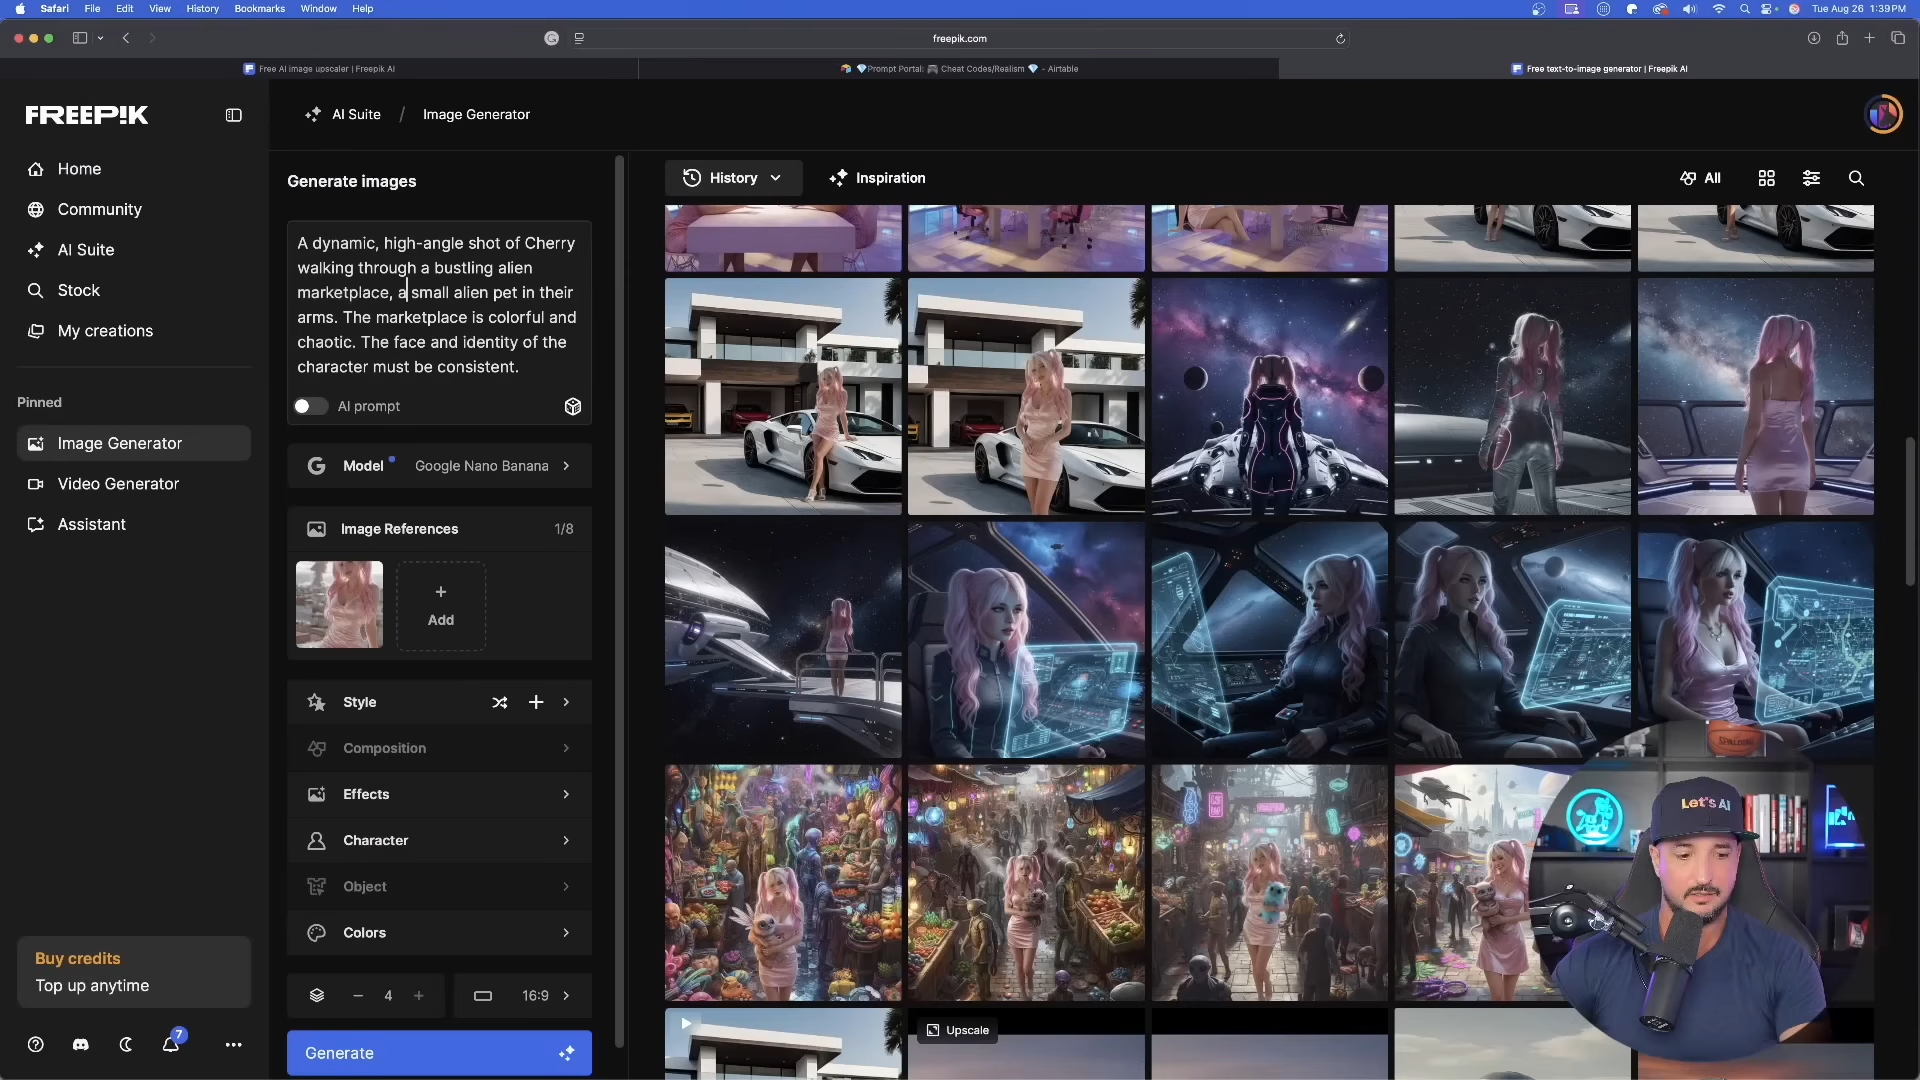 Safari File Edit View History Bookmarks Window Help
Tue Aug 26 1:39 PM
freepik.com
Free AI image upscaler | Freepik AI
💎Prompt Portal: 🎮 Cheat Codes/Realism 💎 - Airtable
Free text-to-image generator | Freepik AI
FREEP!K
AI Suite / Image Generator
Home
Community
AI Suite
Stock
My creations
Pinned
Image Generator
Video Generator
Assistant
Buy credits
Top up anytime
7
Generate images
A dynamic, high-angle shot of Cherry
walking through a bustling alien
marketplace, a small alien pet in their
arms. The marketplace is colorful and
chaotic. The face and identity of the
character must be consistent.
AI prompt
Model Google Nano Banana
Image References 1/8
Add
Style
Composition
Effects
Character
Object
Colors
4
16:9
Generate
History
Inspiration
All
Upscale
SPALDING
Let's AI